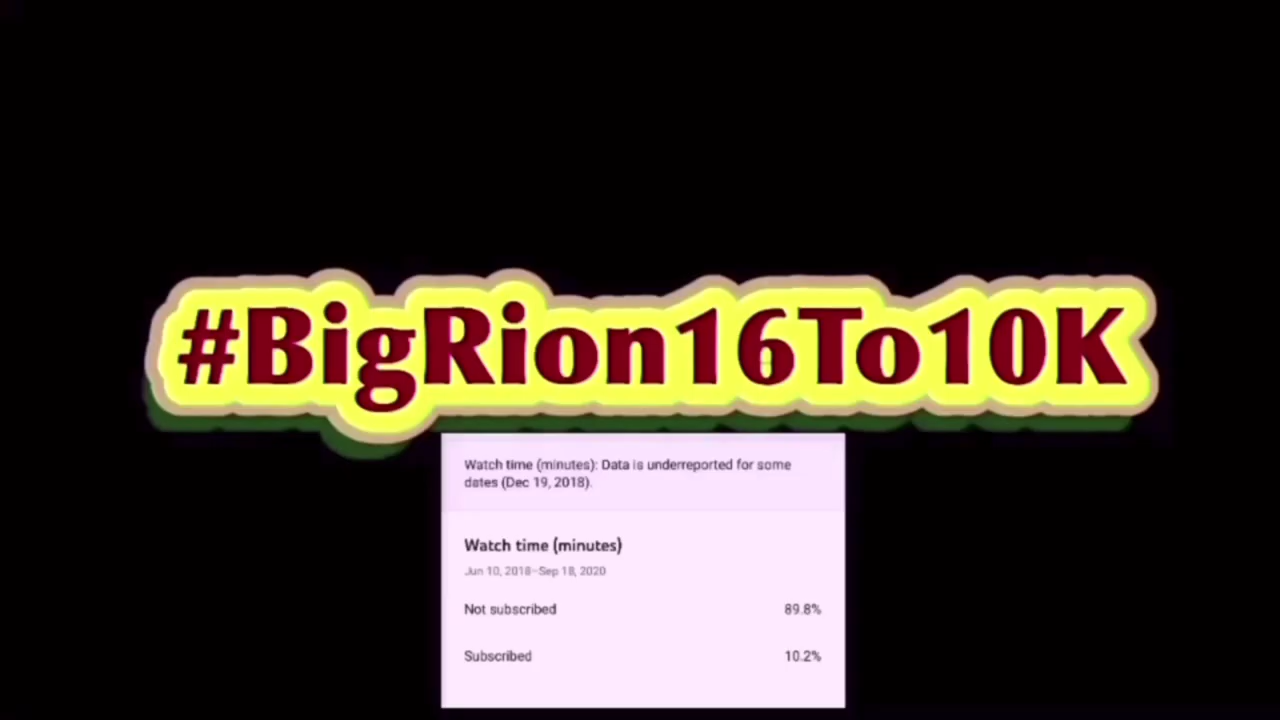 #BigRion16To10K
Watch time (minutes): Data is underreported for some
dates (Dec 19, 2018).
Watch time (minutes)
Jun 10, 2018–Sep 18, 2020
Not subscribed 89.8%
Subscribed 10.2%